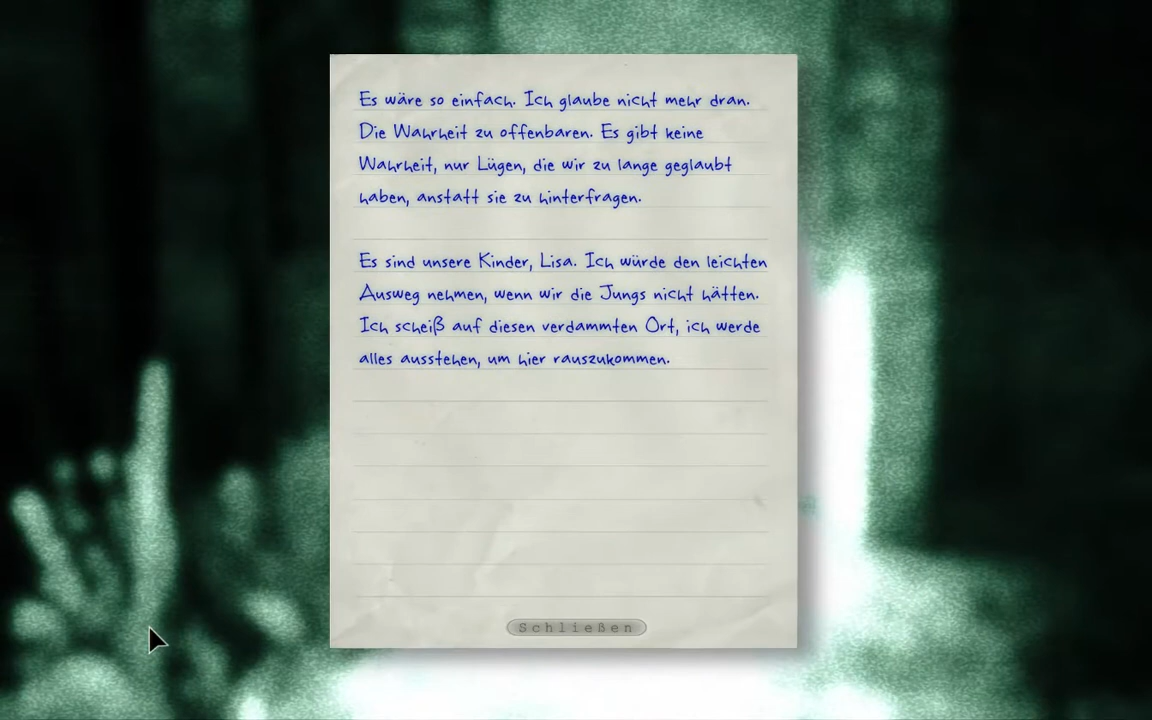 Es wäre so einfach. Ich glaube nicht mehr dran.
Die Wahrheit zu offenbaren. Es gibt keine
Wahrheit, nur Lügen, die wir zu lange geglaubt
haben, anstatt sie zu hinterfragen.
Es sind unsere Kinder, Lisa. Ich würde den leichten
Ausweg nehmen, wenn wir die Jungs nicht hätten.
Ich scheiß auf diesen verdammten Ort, ich werde
alles ausstehen, um hier rauszukommen.
Schließen